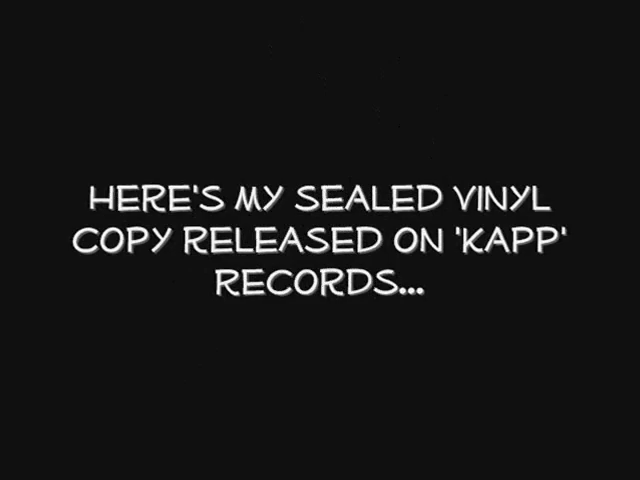 HERE'S MY SEALED VINYL
COPY RELEASED ON 'KAPP'
RECORDS...